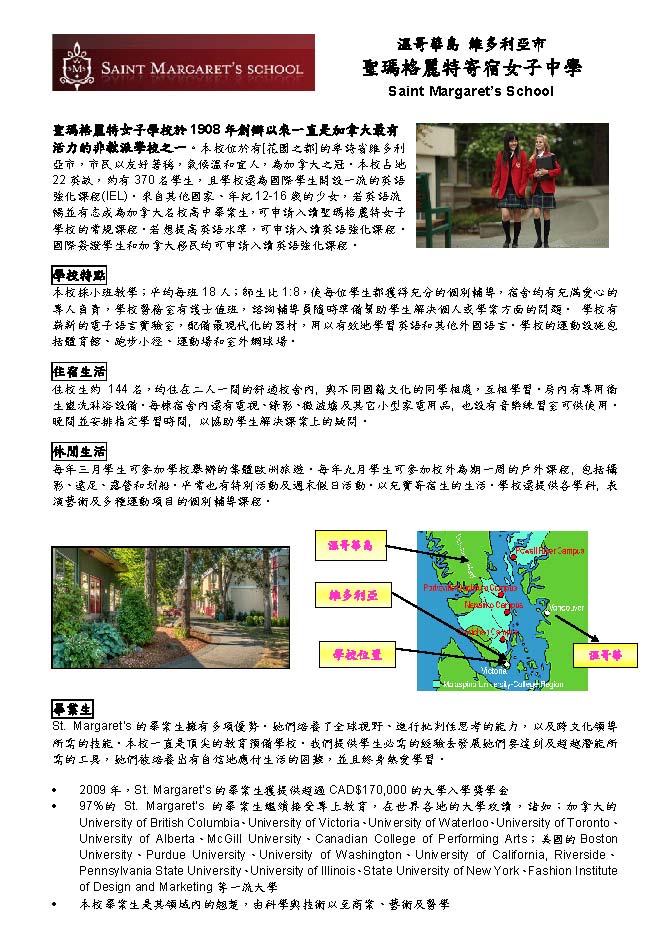 SAINT MARGARET'S SCHOOL
溫哥華島 維多利亞市
聖瑪格麗特寄宿女子中學
Saint Margaret's School
聖瑪格麗特女子學校於 1908 年創辦以來一直是加拿大最有
活力的非教派學校之一。本校位於有[花園之都]的卑詩省維多利
亞市，市民以友好著稱，氣候溫和宜人，為加拿大之冠。本校占地
22 英畝，約有 370 名學生，且學校還為國際學生開設一流的英語
強化課程(IEL)。來自其他國家、年紀 12-16 歲的少女，若英語流
暢並有志成為加拿大名校高中畢業生，可申請入讀聖瑪格麗特女子
學校的常規課程。若想提高英語水準，可申請入讀英語強化課程。
國際簽證學生和加拿大移民均可申請入讀英語強化課程。
學校特點
本校採小班教學；平均每班 18 人；師生比 1:8，使每位學生都獲得充分的個別輔導，宿舍均有充滿愛心的
專人負責，學校醫務室有護士值班，諮詢輔導員隨時準備幫助學生解決個人或學業方面的問題。 學校有
嶄新的電子語言實驗室，配備最現代化的器材，用以有效地學習英語和其他外國語言。學校的運動設施包
括體育館、跑步小徑、運動場和室外網球場。
住宿生活
住校生約 144 名，均住在二人一間的舒適校舍內, 與不同國籍文化的同學相處，互相學習。房內有專用衛
生盥洗淋浴設備。每棟宿舍內還有電視、錄影、微波爐及其它小型家電用品, 也設有音樂練習室可供使用。
晚間並安排指定學習時間, 以協助學生解決課業上的疑問。
休閒生活
每年三月學生可參加學校舉辦的集體歐洲旅遊。每年九月學生可參加校外為期一周的戶外課程, 包括攝
影、遠足、露營和划船。平常也有特別活動及週末假日活動。以充實寄宿生的生活。學校還提供各學科, 表
演藝術及多種運動項目的個別輔導課程。
溫哥華島
維多利亞
學校位置
溫哥華
Powell River Campus
Nanaimo Campus
Vancouver
Victoria
Malaspina University-College Region
畢業生
St. Margaret's 的畢業生擁有多項優勢。她們培養了全球視野、進行批判性思考的能力，以及跨文化領導
所需的技能。本校一直是頂尖的教育預備學校。我們提供學生必需的經驗去發展她們要達到及超越潛能所
需的工具，她們被培養出有自信地應付生活的困難，並且終身熱愛學習。
• 2009 年，St. Margaret's 的畢業生獲提供超過 CAD$170,000 的大學入學獎學金
• 97%的 St. Margaret's 的畢業生繼續接受專上教育，在世界各地的大學攻讀，諸如：加拿大的
University of British Columbia、University of Victoria、University of Waterloo、University of Toronto、
University of Alberta、McGill University、Canadian College of Performing Arts；美國的 Boston
University、Purdue University、University of Washington、University of California, Riverside、
Pennsylvania State University、University of Illinois、State University of New York、Fashion Institute
of Design and Marketing 等一流大學
• 本校畢業生是其領域內的翹楚，由科學與技術以至商業、藝術及醫學